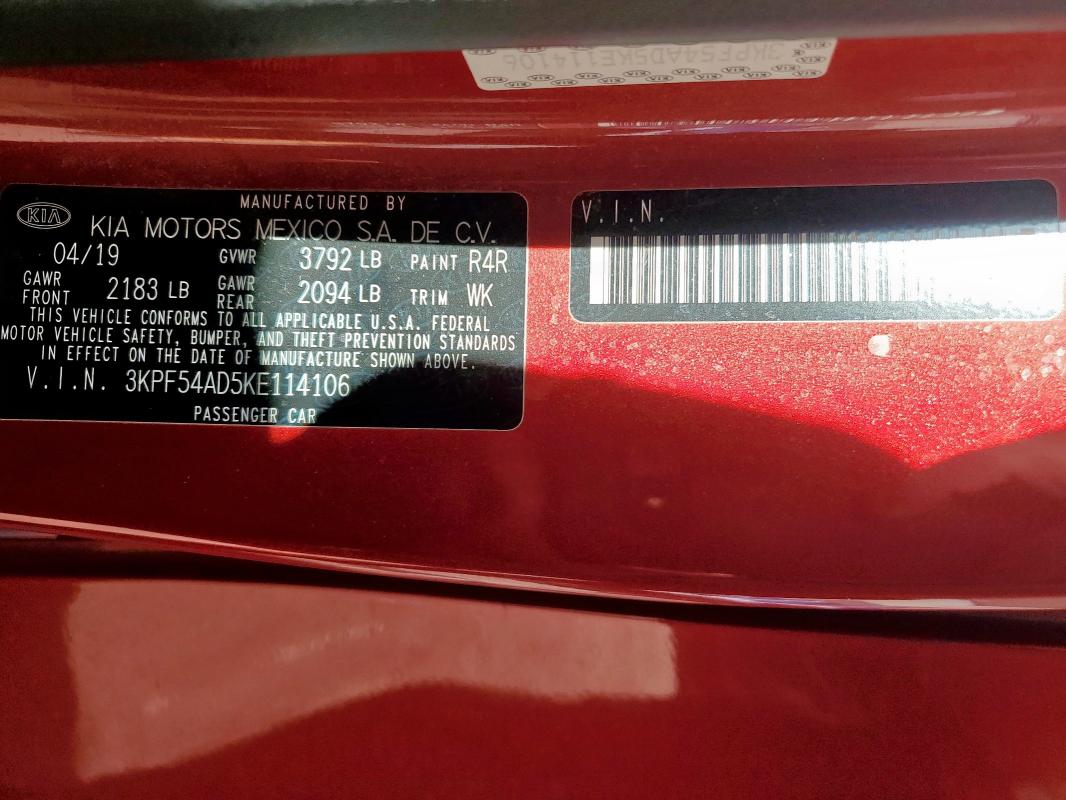 3KPF54AD5KE114106
MANUFACTURED BY
KIA
KIA MOTORS MEXICO S.A. DE C.V.
04/19 GVWR 3792 LB PAINT R4R
GAWR FRONT 2183 LB GAWR REAR 2094 LB TRIM WK
THIS VEHICLE CONFORMS TO ALL APPLICABLE U.S.A. FEDERAL
MOTOR VEHICLE SAFETY, BUMPER, AND THEFT PREVENTION STANDARDS
IN EFFECT ON THE DATE OF MANUFACTURE SHOWN ABOVE.
V.I.N. 3KPF54AD5KE114106
PASSENGER CAR
V.I.N.